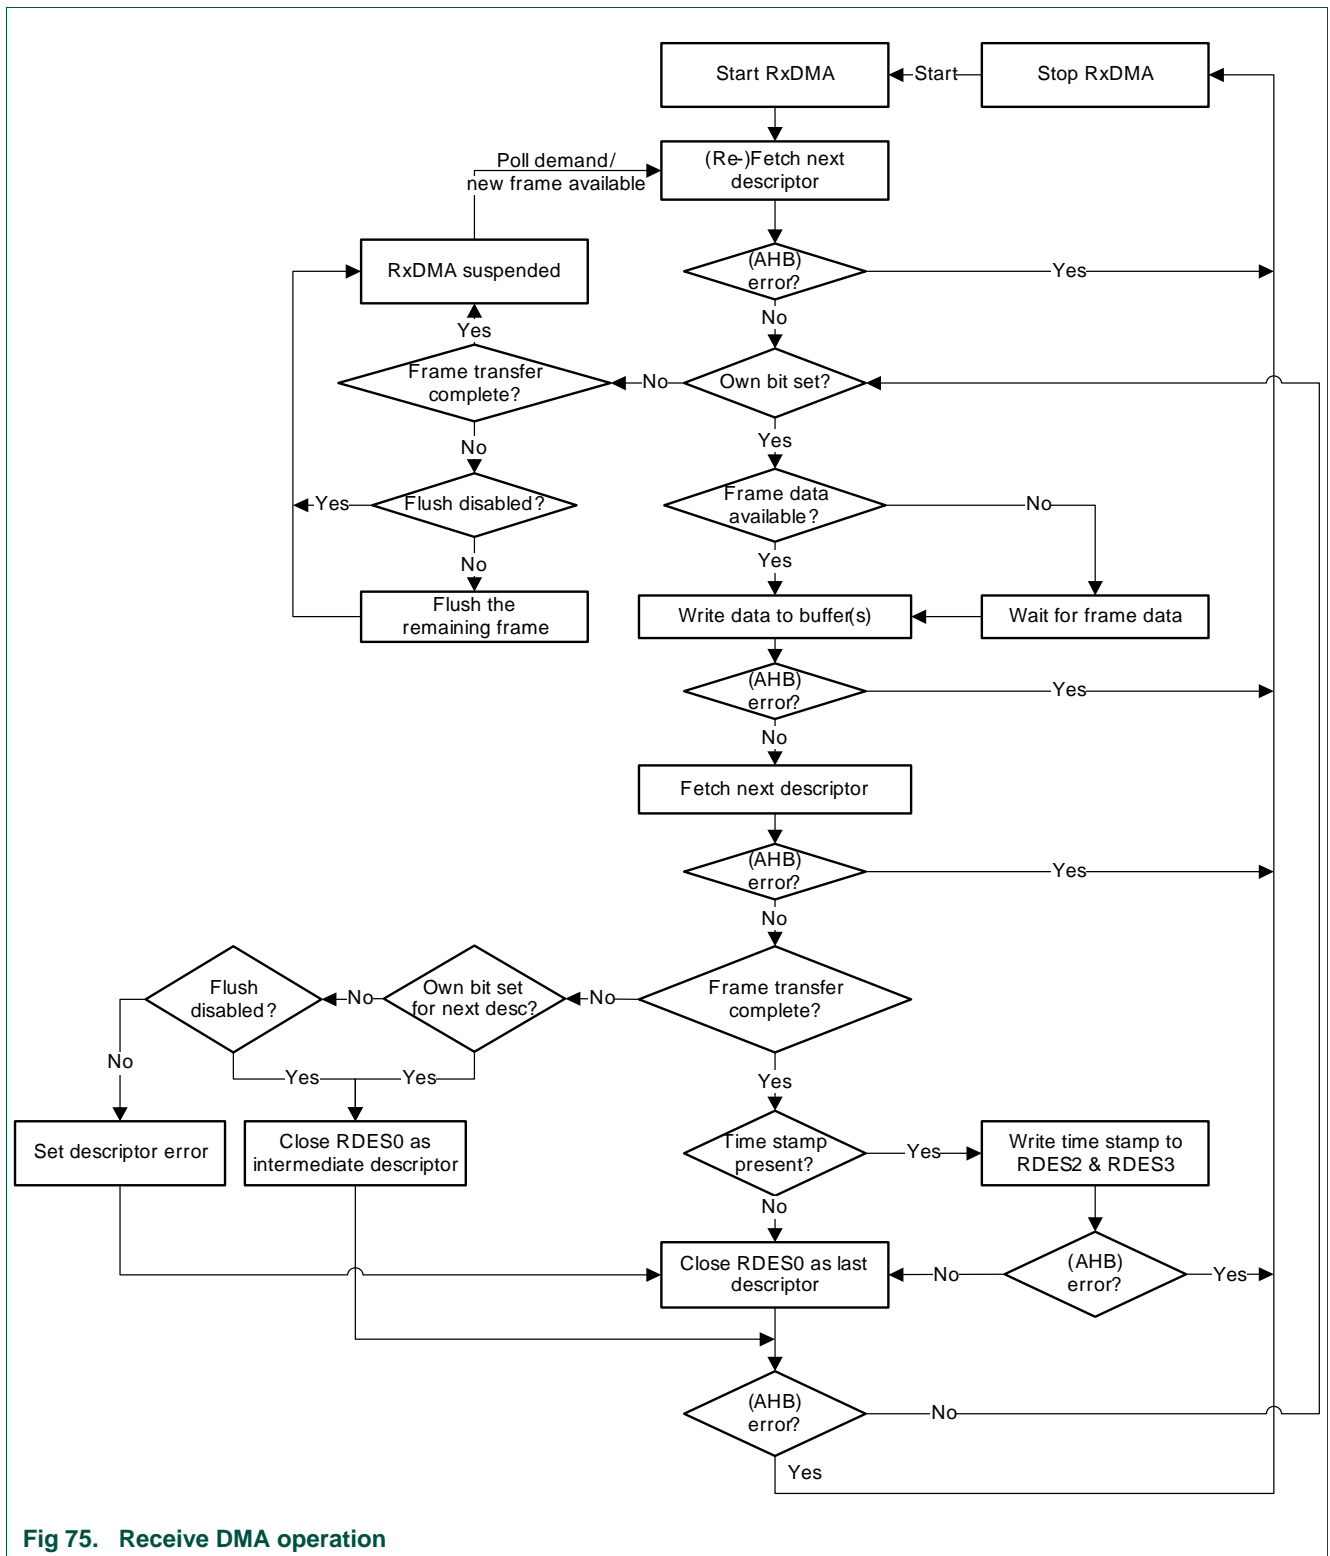 Start RxDMA
Start
Stop RxDMA
Poll demand/
new frame available
(Re-)Fetch next
descriptor
RxDMA suspended
(AHB)
error?
Yes
No
Yes
Frame transfer
complete?
No
Own bit set?
No
Yes
Yes
Flush disabled?
Frame data
available?
No
No
Yes
Flush the
remaining frame
Write data to buffer(s)
Wait for frame data
(AHB)
error?
Yes
No
Fetch next descriptor
(AHB)
error?
Yes
No
Flush
disabled?
No
Own bit set
for next desc?
No
Frame transfer
complete?
No
Yes
Yes
Yes
Set descriptor error
Close RDES0 as
intermediate descriptor
Time stamp
present?
Yes
Write time stamp to
RDES2 & RDES3
No
Close RDES0 as last
descriptor
No
(AHB)
error?
Yes
(AHB)
error?
No
Yes
Fig 75. Receive DMA operation